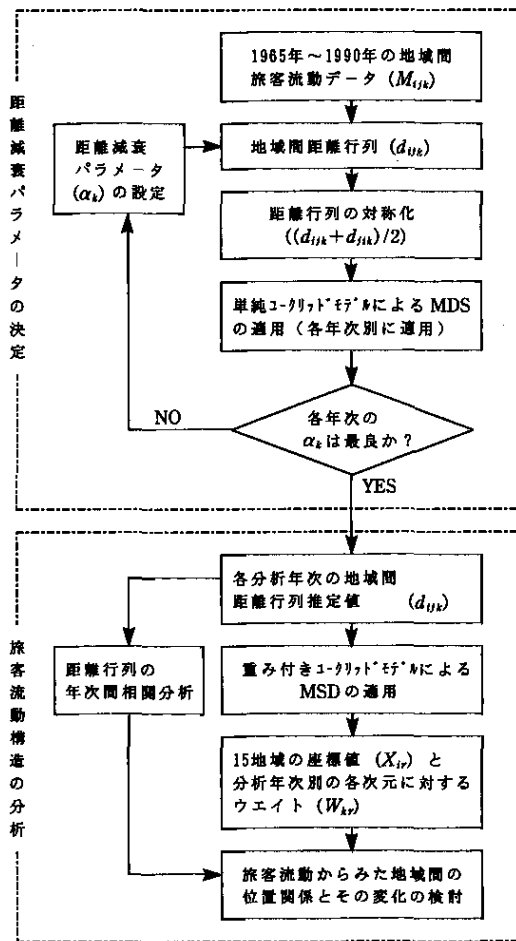 距離減衰パラメータの決定
1965年～1990年の地域間
旅客流動データ (Mijk)
距離減衰
パラメータ
(αk) の設定
地域間距離行列 (dijk)
距離行列の対称化
((dijk+djik)/2)
単純ﾕｰｸﾘｯﾄﾞﾓﾃﾞﾙによる MDS
の適用（各年次別に適用）
NO
各年次の
αkは最良か？
YES
旅客流動構造の分析
各分析年次の地域間
距離行列推定値 (dijk)
距離行列の
年次間相関分析
重み付きﾕｰｸﾘｯﾄﾞﾓﾃﾞﾙによる
MSDの適用
15地域の座標値 (Xir) と
分析年次別の各次元に対する
ウエイト (Wkr)
旅客流動からみた地域間の
位置関係とその変化の検討